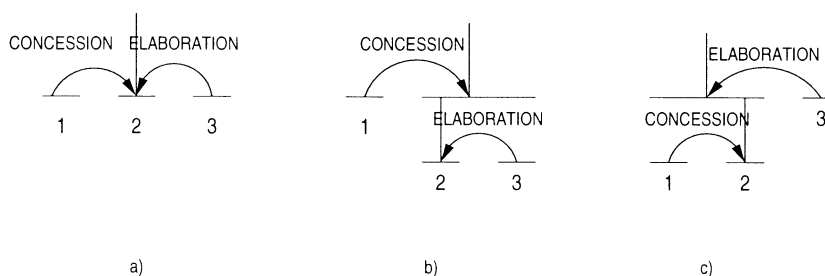 CONCESSION ELABORATION
1 2 3
a)
CONCESSION
1
ELABORATION
2 3
b)
ELABORATION
3
CONCESSION
1 2
c)